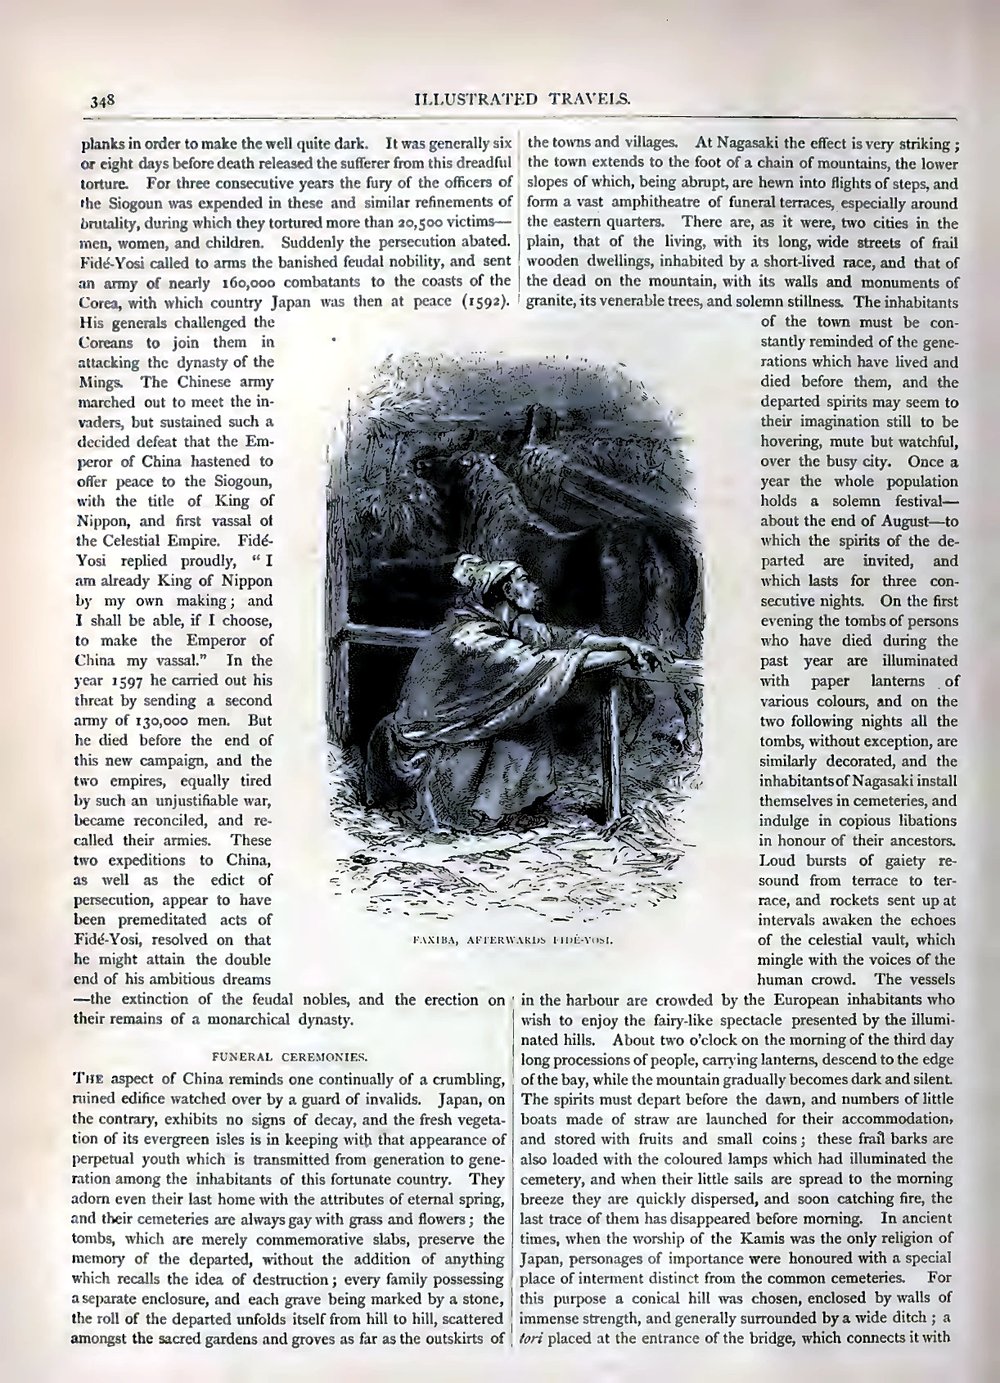 348
ILLUSTRATED TRAVELS.
planks in order to make the well quite dark. It was generally six
or eight days before death released the sufferer from this dreadful
torture. For three consecutive years the fury of the officers of
the Siogoun was expended in these and similar refinements of
brutality, during which they tortured more than 20,500 victims—
men, women, and children. Suddenly the persecution abated.
Fidé-Yosi called to arms the banished feudal nobility, and sent
an army of nearly 160,000 combatants to the coasts of the
Corea, with which country Japan was then at peace (1592).
His generals challenged the
Coreans to join them in
attacking the dynasty of the
Mings. The Chinese army
marched out to meet the in-
vaders, but sustained such a
decided defeat that the Em-
peror of China hastened to
offer peace to the Siogoun,
with the title of King of
Nippon, and first vassal of
the Celestial Empire. Fidé-
Yosi replied proudly, “ I
am already King of Nippon
by my own making ; and
I shall be able, if I choose,
to make the Emperor of
China my vassal.” In the
year 1597 he carried out his
threat by sending a second
army of 130,000 men. But
he died before the end of
this new campaign, and the
two empires, equally tired
by such an unjustifiable war,
became reconciled, and re-
called their armies. These
two expeditions to China,
as well as the edict of
persecution, appear to have
been premeditated acts of
Fidé-Yosi, resolved on that
he might attain the double
end of his ambitious dreams
—the extinction of the feudal nobles, and the erection on
their remains of a monarchical dynasty.
FUNERAL CEREMONIES.
THE aspect of China reminds one continually of a crumbling,
ruined edifice watched over by a guard of invalids. Japan, on
the contrary, exhibits no signs of decay, and the fresh vegeta-
tion of its evergreen isles is in keeping with that appearance of
perpetual youth which is transmitted from generation to gene-
ration among the inhabitants of this fortunate country. They
adorn even their last home with the attributes of eternal spring,
and their cemeteries are always gay with grass and flowers ; the
tombs, which are merely commemorative slabs, preserve the
memory of the departed, without the addition of anything
which recalls the idea of destruction ; every family possessing
a separate enclosure, and each grave being marked by a stone,
the roll of the departed unfolds itself from hill to hill, scattered
amongst the sacred gardens and groves as far as the outskirts of
FAXIBA, AFTERWARDS FIDÉ-YOSI.
the towns and villages. At Nagasaki the effect is very striking ;
the town extends to the foot of a chain of mountains, the lower
slopes of which, being abrupt, are hewn into flights of steps, and
form a vast amphitheatre of funeral terraces, especially around
the eastern quarters. There are, as it were, two cities in the
plain, that of the living, with its long, wide streets of frail
wooden dwellings, inhabited by a short-lived race, and that of
the dead on the mountain, with its walls and monuments of
granite, its venerable trees, and solemn stillness. The inhabitants
of the town must be con-
stantly reminded of the gene-
rations which have lived and
died before them, and the
departed spirits may seem to
their imagination still to be
hovering, mute but watchful,
over the busy city. Once a
year the whole population
holds a solemn festival—
about the end of August—to
which the spirits of the de-
parted are invited, and
which lasts for three con-
secutive nights. On the first
evening the tombs of persons
who have died during the
past year are illuminated
with paper lanterns of
various colours, and on the
two following nights all the
tombs, without exception, are
similarly decorated, and the
inhabitants of Nagasaki install
themselves in cemeteries, and
indulge in copious libations
in honour of their ancestors.
Loud bursts of gaiety re-
sound from terrace to ter-
race, and rockets sent up at
intervals awaken the echoes
of the celestial vault, which
mingle with the voices of the
human crowd. The vessels
in the harbour are crowded by the European inhabitants who
wish to enjoy the fairy-like spectacle presented by the illumi-
nated hills. About two o’clock on the morning of the third day
long processions of people, carrying lanterns, descend to the edge
of the bay, while the mountain gradually becomes dark and silent.
The spirits must depart before the dawn, and numbers of little
boats made of straw are launched for their accommodation,
and stored with fruits and small coins ; these frail barks are
also loaded with the coloured lamps which had illuminated the
cemetery, and when their little sails are spread to the morning
breeze they are quickly dispersed, and soon catching fire, the
last trace of them has disappeared before morning. In ancient
times, when the worship of the Kamis was the only religion of
Japan, personages of importance were honoured with a special
place of interment distinct from the common cemeteries. For
this purpose a conical hill was chosen, enclosed by walls of
immense strength, and generally surrounded by a wide ditch ; a
tori placed at the entrance of the bridge, which connects it with